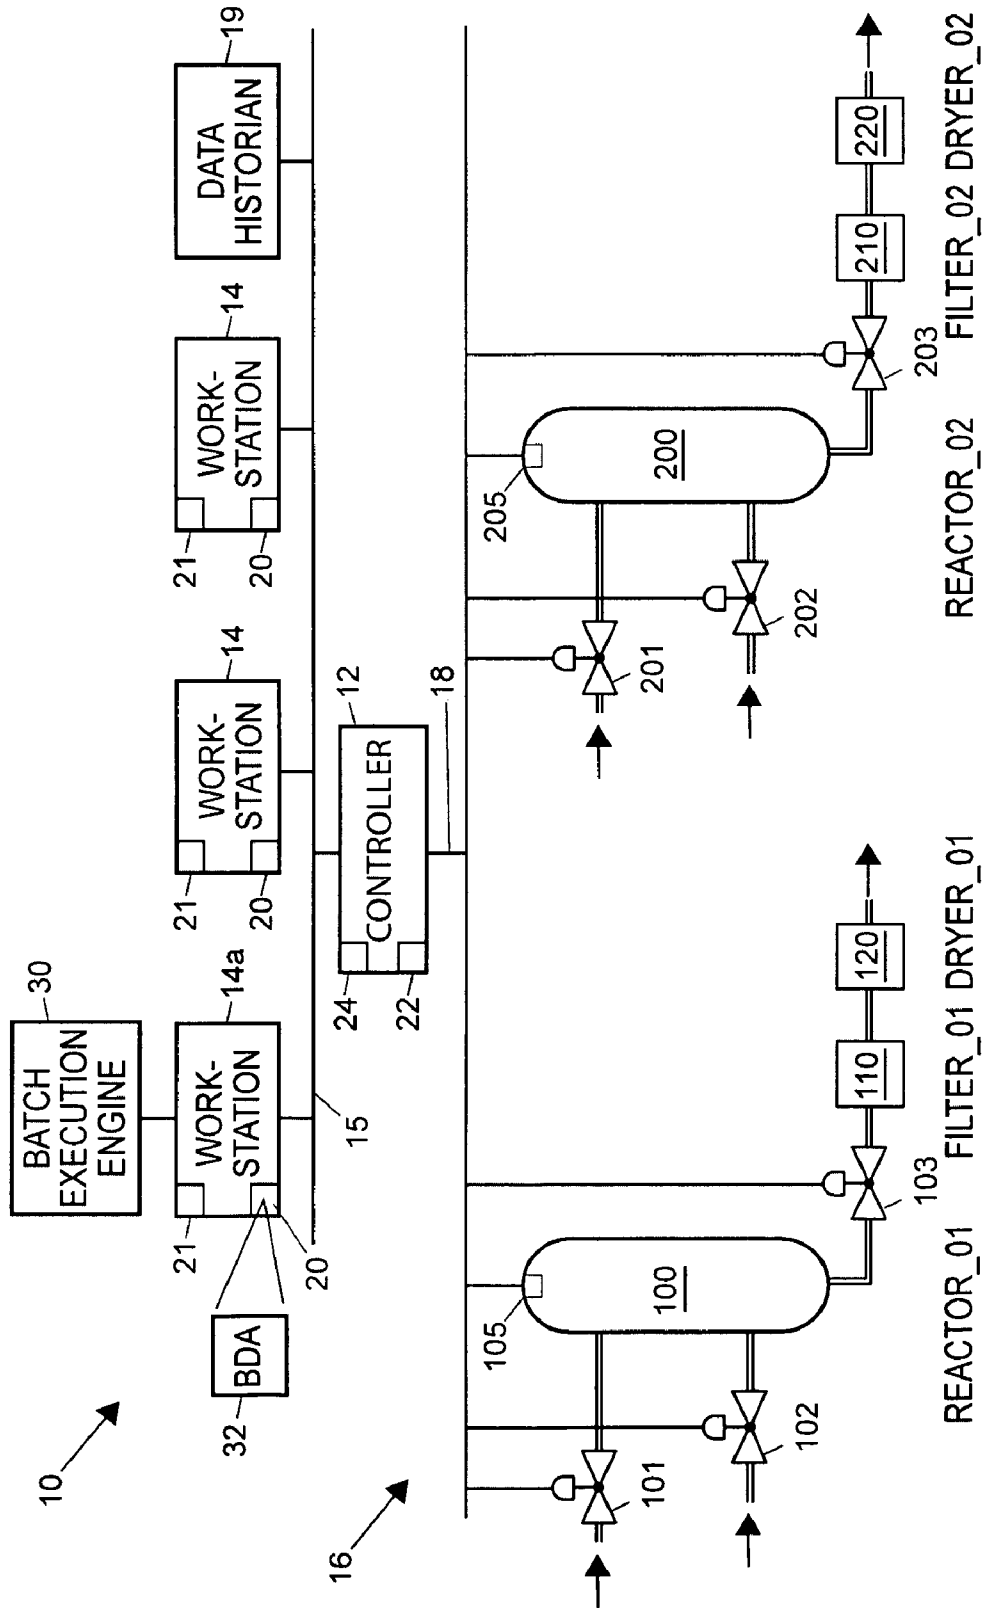 10
BATCH
EXECUTION
ENGINE
30
32
BDA
21
WORK-
STATION
14a
20
21
WORK-
STATION
14
20
21
WORK-
STATION
14
20
DATA
HISTORIAN
19
15
24
CONTROLLER
12
22
18
16
101
102
105
100
103
110
120
201
202
205
200
203
210
220
REACTOR_01
FILTER_01 DRYER_01
REACTOR_02
FILTER_02 DRYER_02